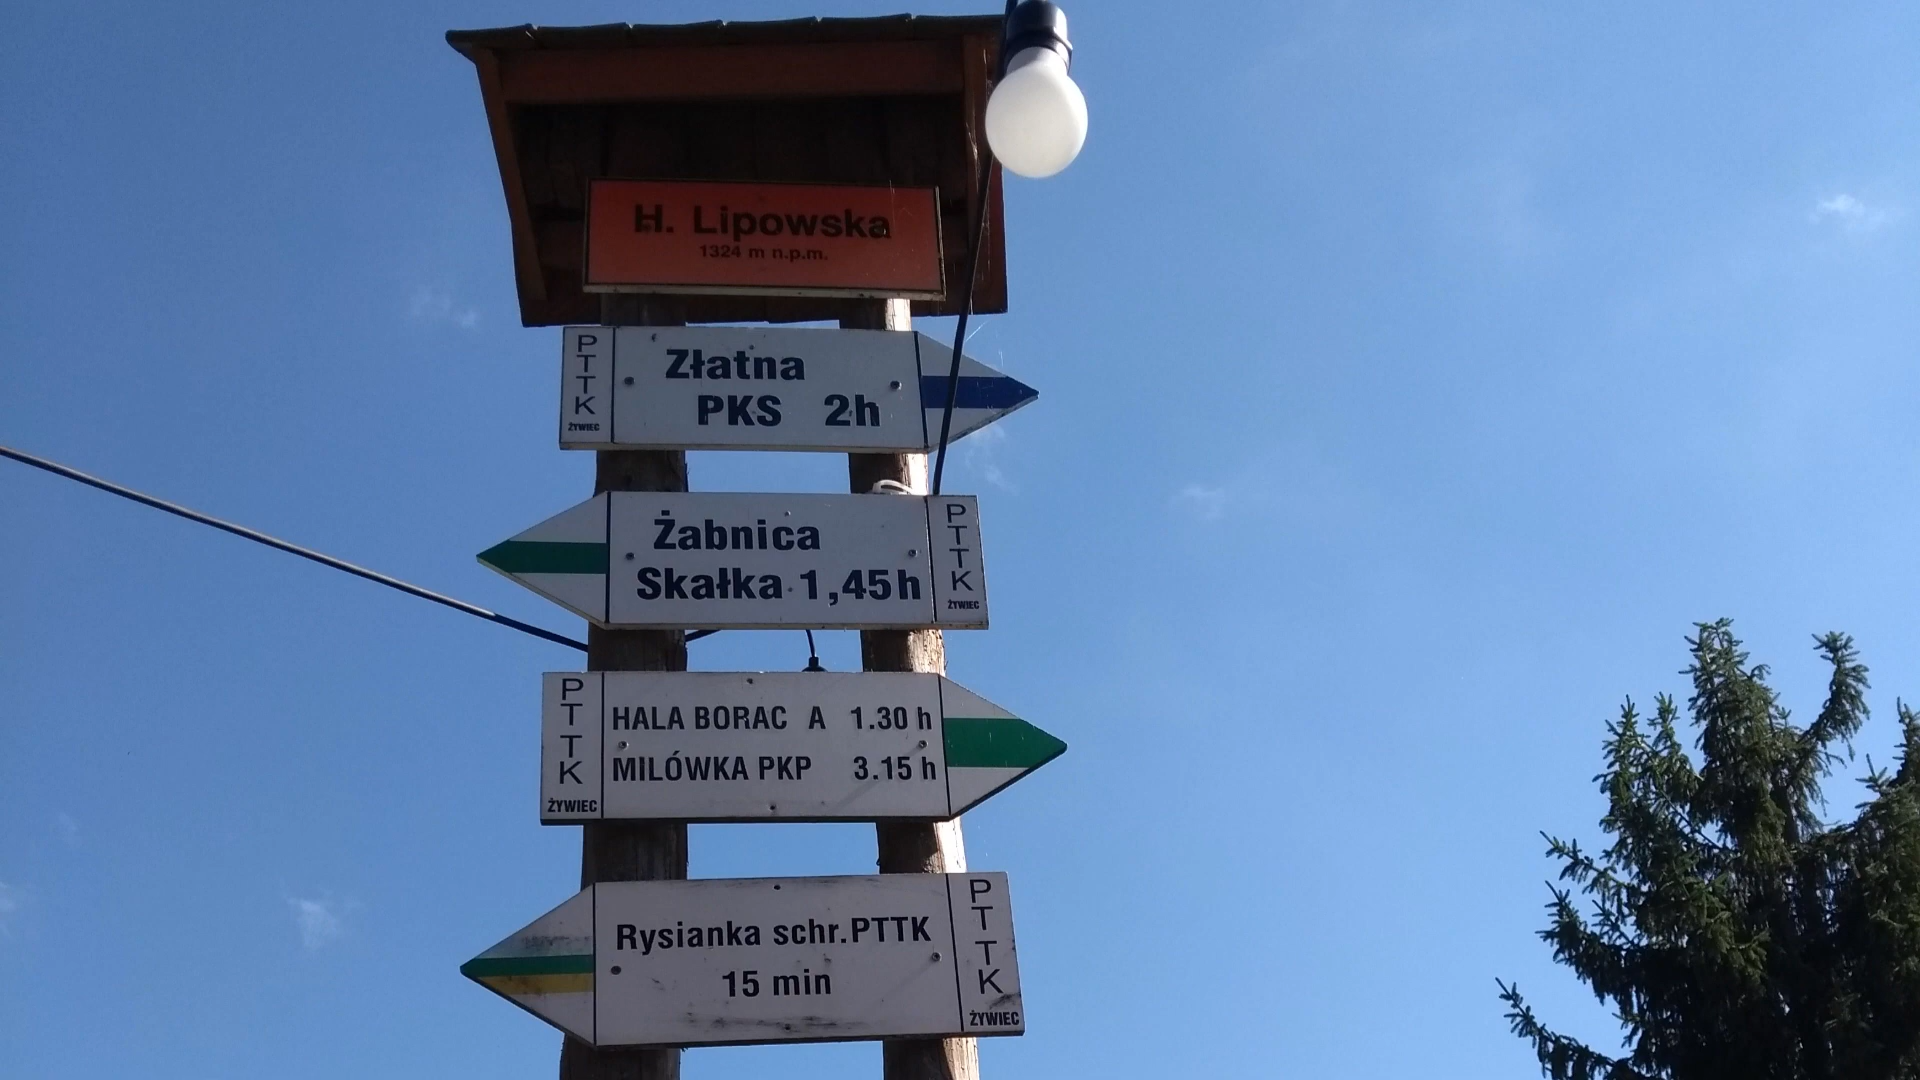 H. Lipowska
1324 m n.p.m.
PTTK
ŻYWIEC
Złatna
PKS 2h
Żabnica
Skałka 1,45h
PTTK
ŻYWIEC
PTTK
ŻYWIEC
HALA BORAC A 1.30 h
MILÓWKA PKP 3.15 h
Rysianka schr.PTTK
15 min
PTTK
ŻYWIEC